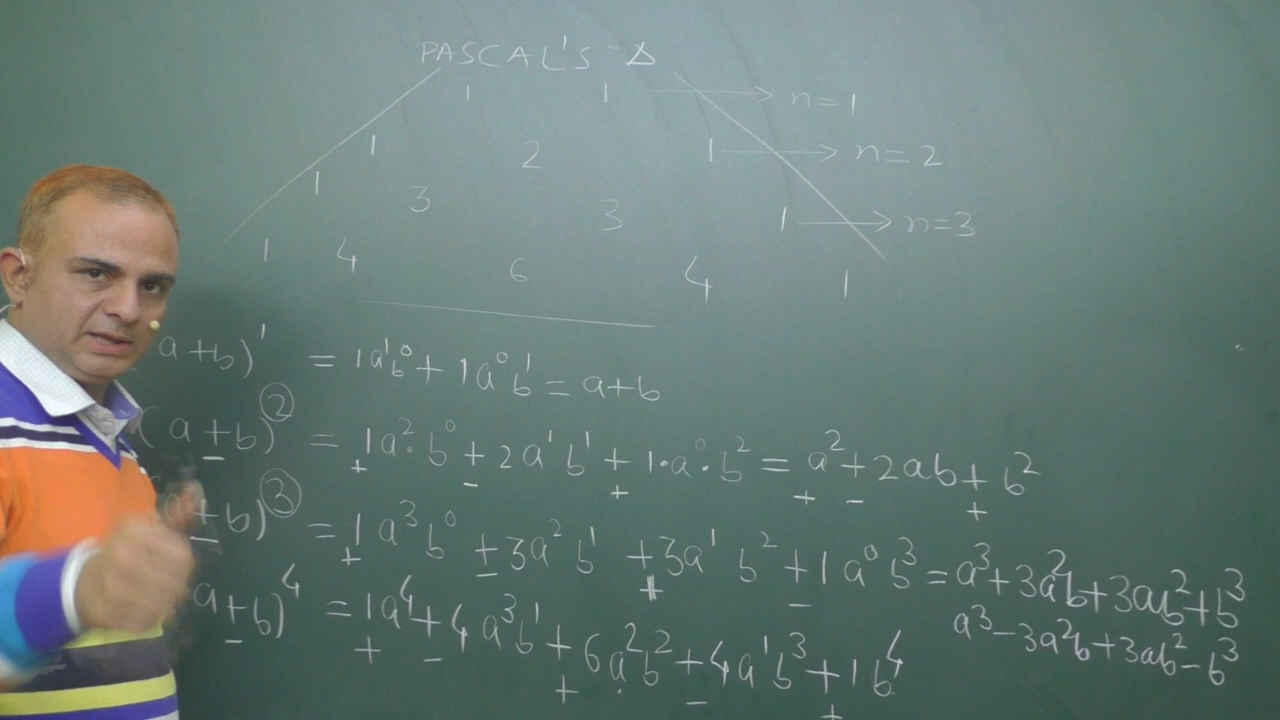 PASCAL'S Δ
1 1 → n=1
1 2 1 → n=2
1 3 3 1 → n=3
1 4 6 4 1
a+b)¹ = 1a¹b⁰ + 1a⁰b¹ = a+b
(a±b)② = 1a²·b⁰ ± 2a¹b¹ + 1·a⁰·b² = a² ± 2ab + b²
±b)③ = 1a³b⁰ ± 3a²b¹ + 3a¹b² ± 1a⁰b³ = a³+3a²b+3ab²+b³
a³-3a²b+3ab²-b³
a±b)⁴ = 1a⁴ ± 4a³b¹ + 6a²b² ± 4a¹b³ + 1b⁴